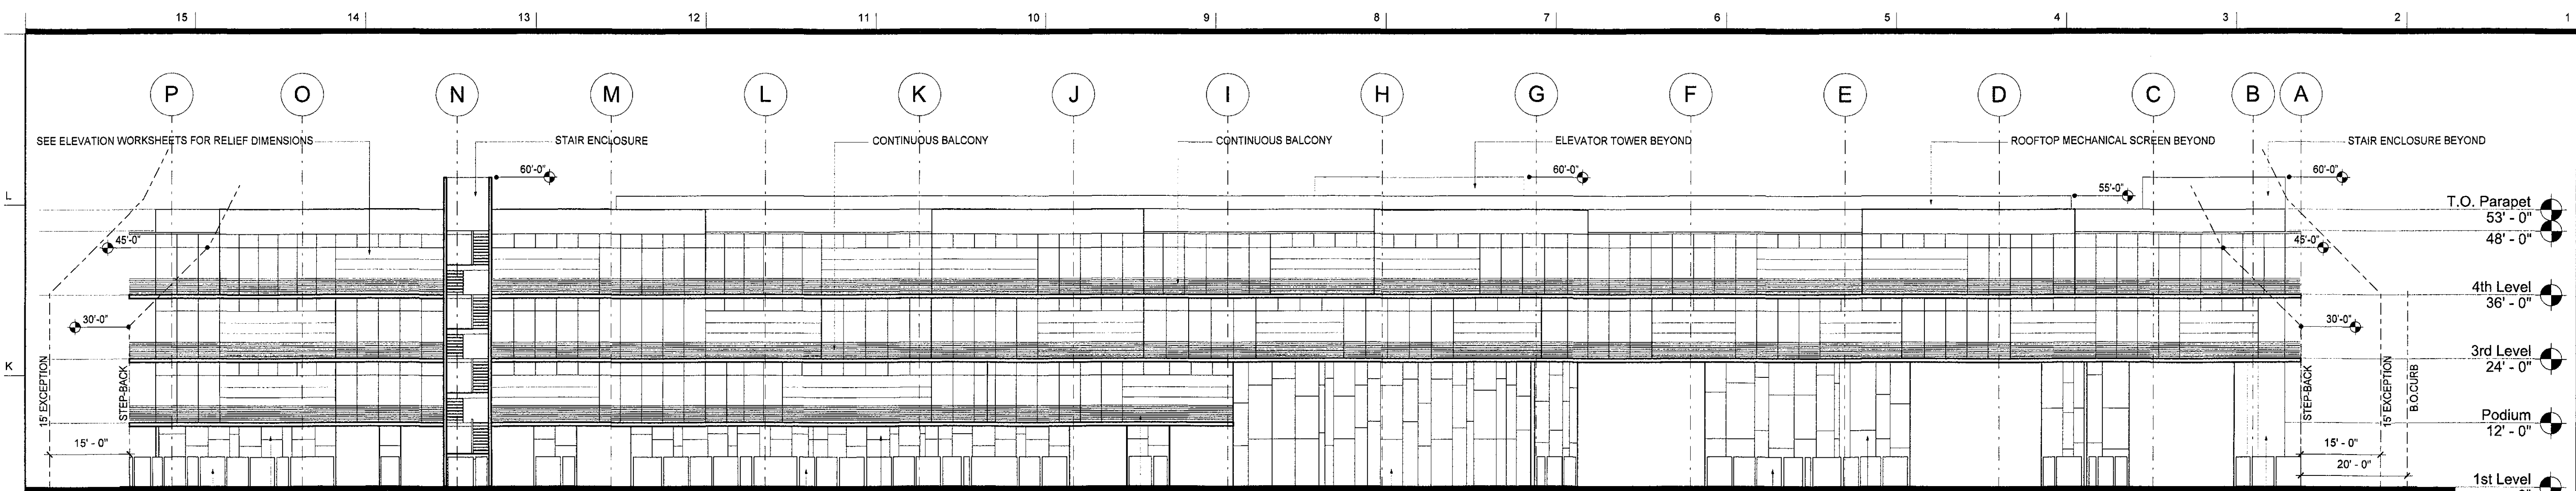 15 14 13 12 11 10 9 8 7 6 5 4 3 2 1
P O N M L K J I H G F E D C B A
SEE ELEVATION WORKSHEETS FOR RELIEF DIMENSIONS STAIR ENCLOSURE CONTINUOUS BALCONY CONTINUOUS BALCONY ELEVATOR TOWER BEYOND ROOFTOP MECHANICAL SCREEN BEYOND STAIR ENCLOSURE BEYOND
60'-0" 60'-0" 60'-0"
55'-0"
L
T.O. Parapet
53' - 0"
45'-0" 45'-0"
48' - 0"
4th Level
36' - 0"
30'-0" 30'-0"
3rd Level
24' - 0"
K
15' EXCEPTION
STEP-BACK
STEP-BACK
15' EXCEPTION
B.O.CURB
Podium
12' - 0"
15' - 0" 15' - 0"
20' - 0"
1st Level